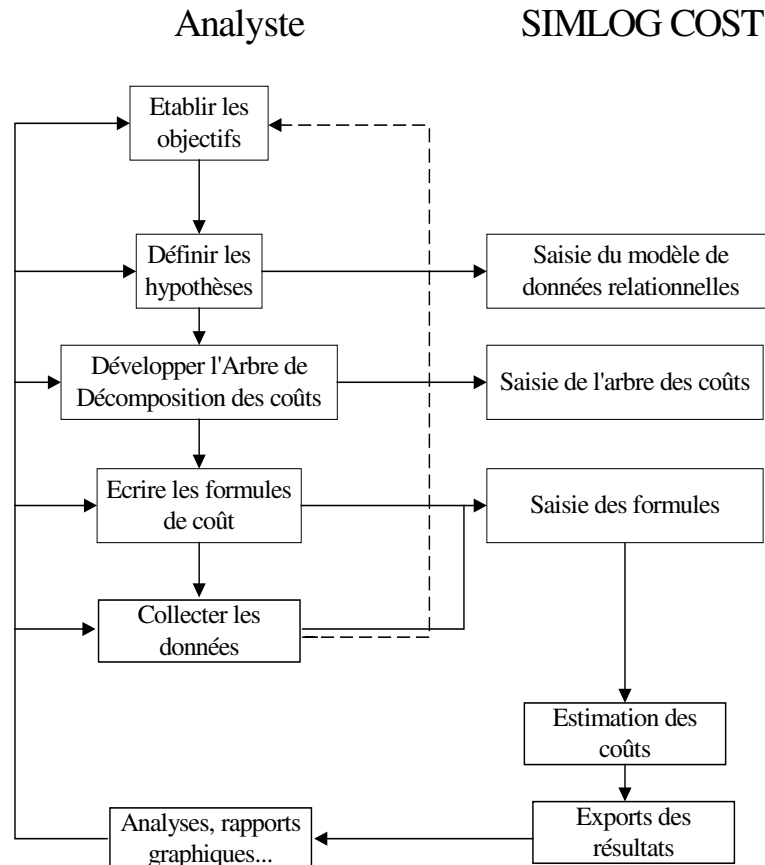 Analyste
SIMLOG COST
Etablir les
objectifs
Définir les
hypothèses
Saisie du modèle de
données relationnelles
Développer l'Arbre de
Décomposition des coûts
Saisie de l'arbre des coûts
Ecrire les formules
de coût
Saisie des formules
Collecter les
données
Estimation des
coûts
Exports des
résultats
Analyses, rapports
graphiques...